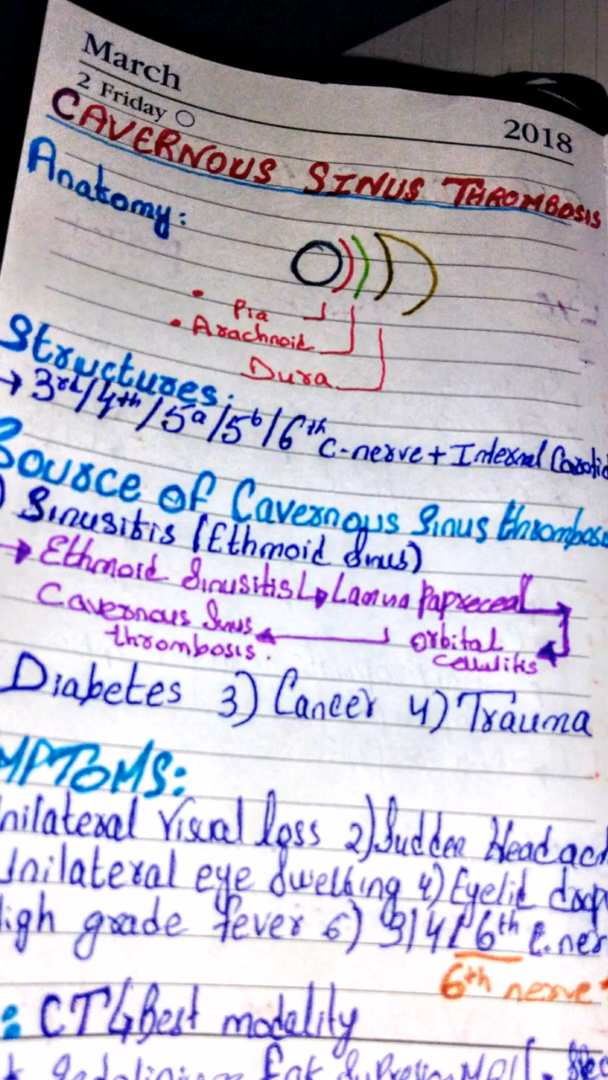 March
2 Friday
2018
CAVERNOUS SINUS THROMBOSIS
Anatomy:
• Pia
• Arachnoid
Dura
Structures:
→ 3rd/4th/5a/5b/6th C-nerve + Internal Carotid
Source of Cavernous Sinus thrombos
) Sinusitis (Ethmoid Sinus)
→ Ethmoid Sinusitis ↳ Lamina Papreceal
orbital cellulitis
Cavernous Sinus thrombosis.
Diabetes 3) Cancer 4) Trauma
MPTOMS:
nilateral Visual loss 2) Sudden Headach
Unilateral eye swelling 4) Eyelid droop
High grade fever 6) 3/4/6th C.ner
6th nerve
: CT ↳ Best modality